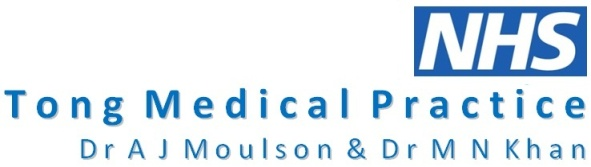 NHS
Tong Medical Practice
Dr A J Moulson & Dr M N Khan